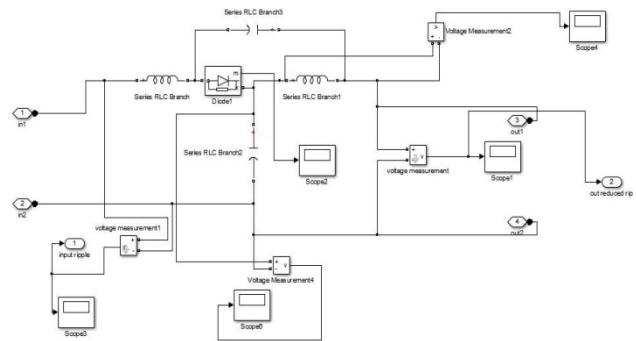 Series RLC Branch3
Voltage Measurement2
Scope4
Series RLC Branch
Diode1
Series RLC Branch1
1
in1
3
out1
Series RLC Branch2
Scope2
voltage measurement
Scope1
2
out reduced rip
2
in2
4
out2
voltage measurement1
1
input ripple
Voltage Measurement4
Scope3
Scope6